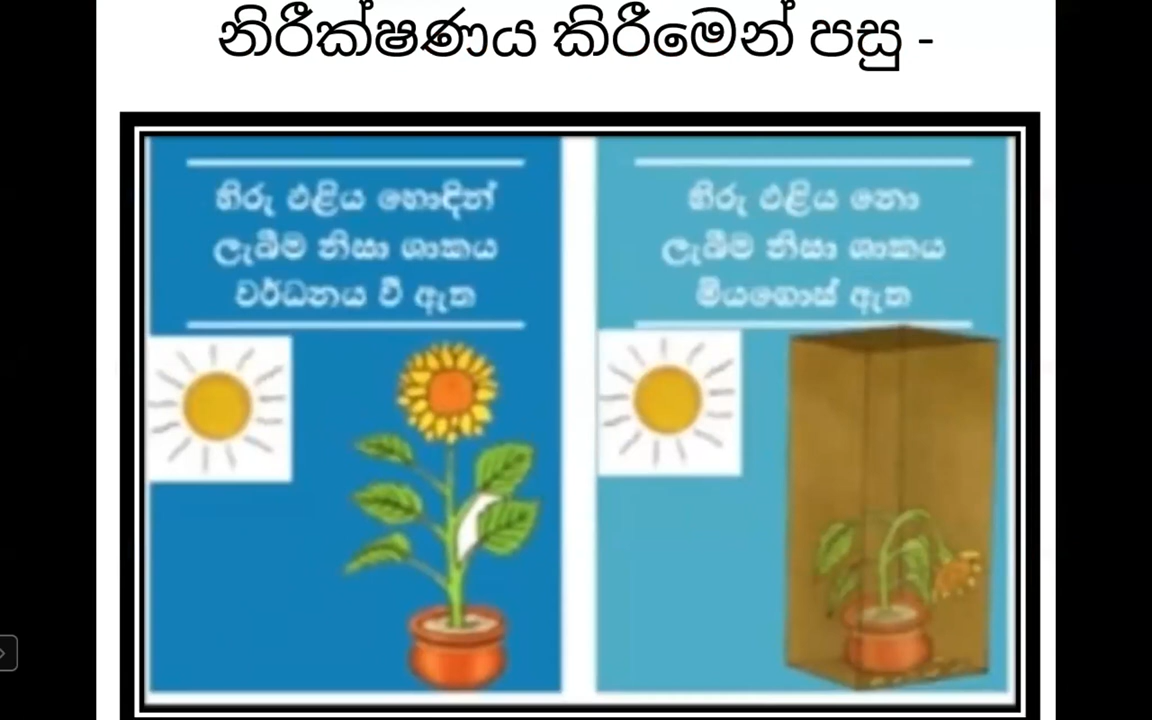 නිරීක්ෂණය කිරීමෙන් පසු -
හිරු එළිය හොඳින්
ලැබීම නිසා ශාකය
වර්ධනය වී ඇත
හිරු එළිය නො
ලැබීම නිසා ශාකය
මියගොස් ඇත